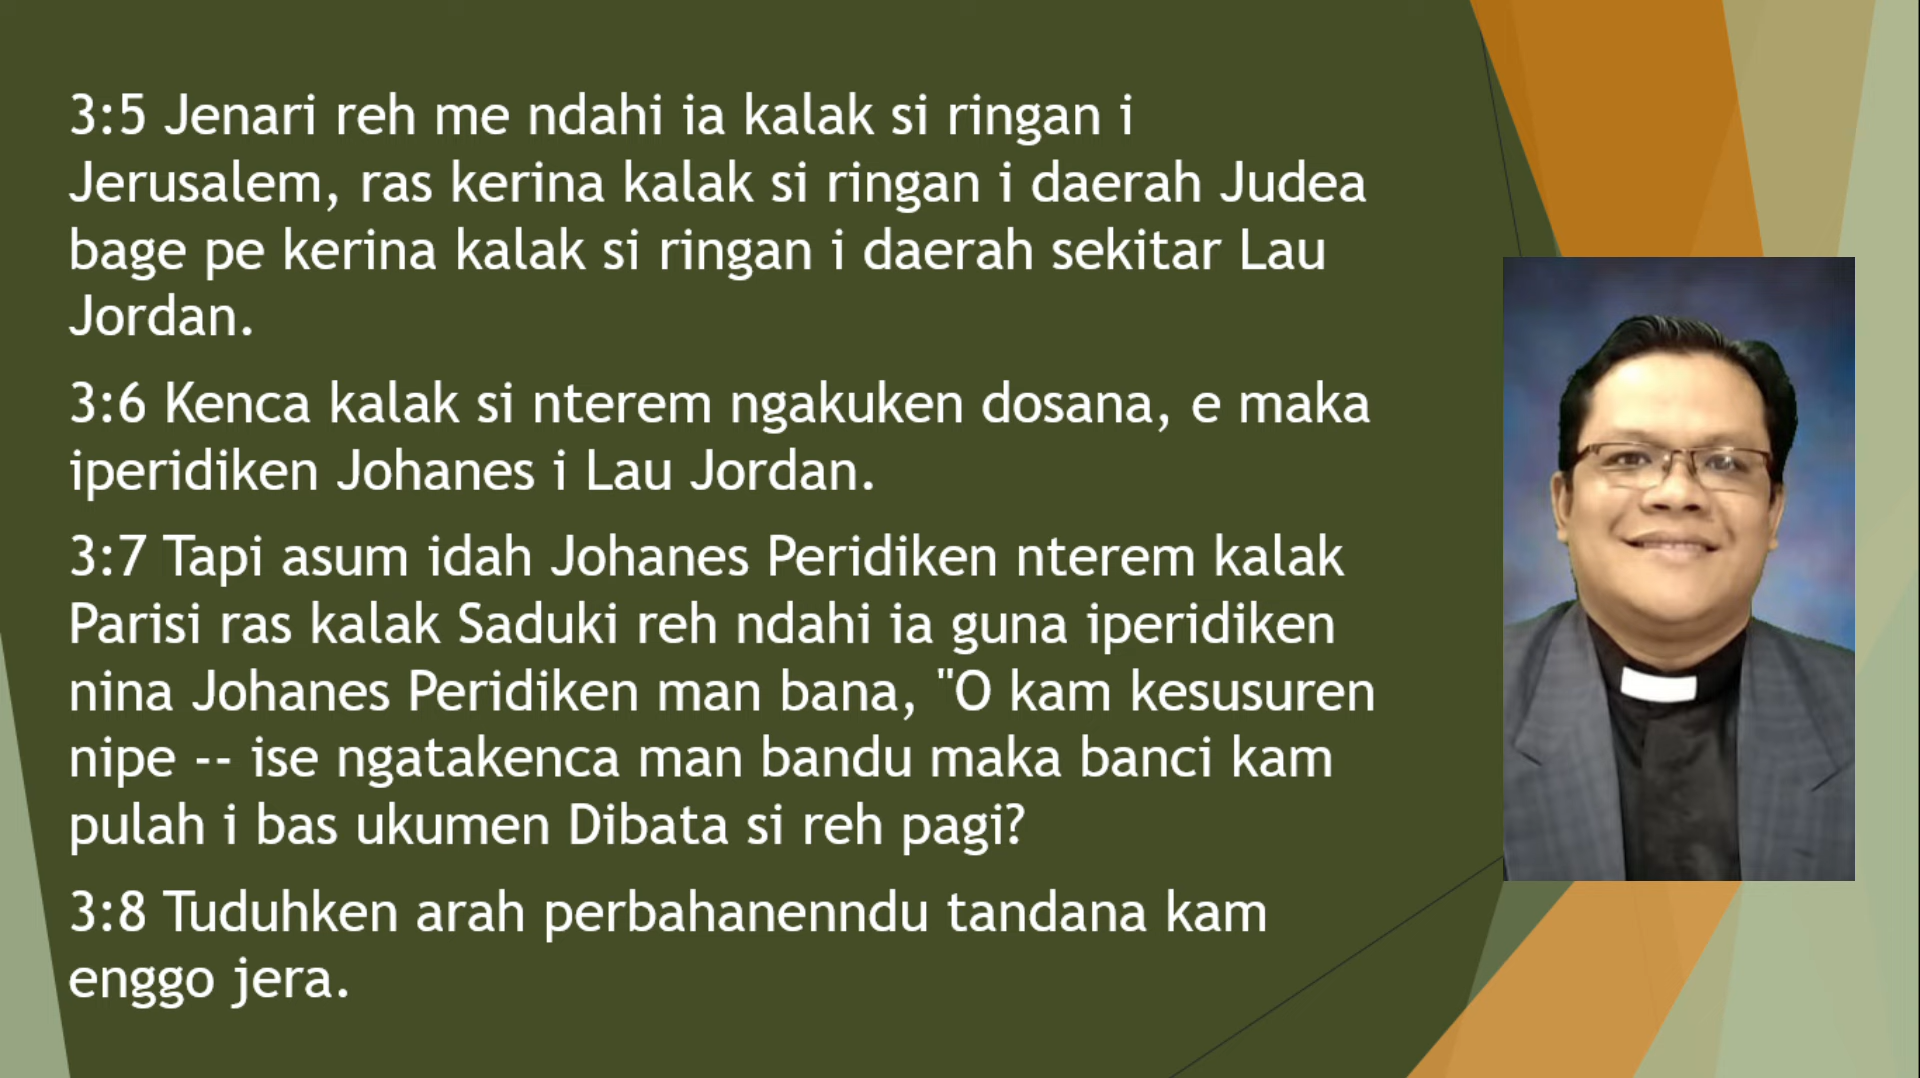 3:5 Jenari reh me ndahi ia kalak si ringan i
Jerusalem, ras kerina kalak si ringan i daerah Judea
bage pe kerina kalak si ringan i daerah sekitar Lau
Jordan.
3:6 Kenca kalak si nterem ngakuken dosana, e maka
iperidiken Johanes i Lau Jordan.
3:7 Tapi asum idah Johanes Peridiken nterem kalak
Parisi ras kalak Saduki reh ndahi ia guna iperidiken
nina Johanes Peridiken man bana, "O kam kesusuren
nipe -- ise ngatakenca man bandu maka banci kam
pulah i bas ukumen Dibata si reh pagi?
3:8 Tuduhken arah perbahanenndu tandana kam
enggo jera.